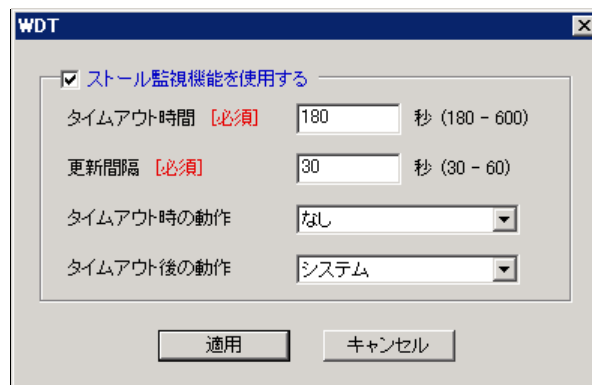 WDT
ストール監視機能を使用する
タイムアウト時間 [必須] 180 秒 (180 - 600)
更新間隔 [必須] 30 秒 (30 - 60)
タイムアウト時の動作 なし
タイムアウト後の動作 システム
適用 キャンセル